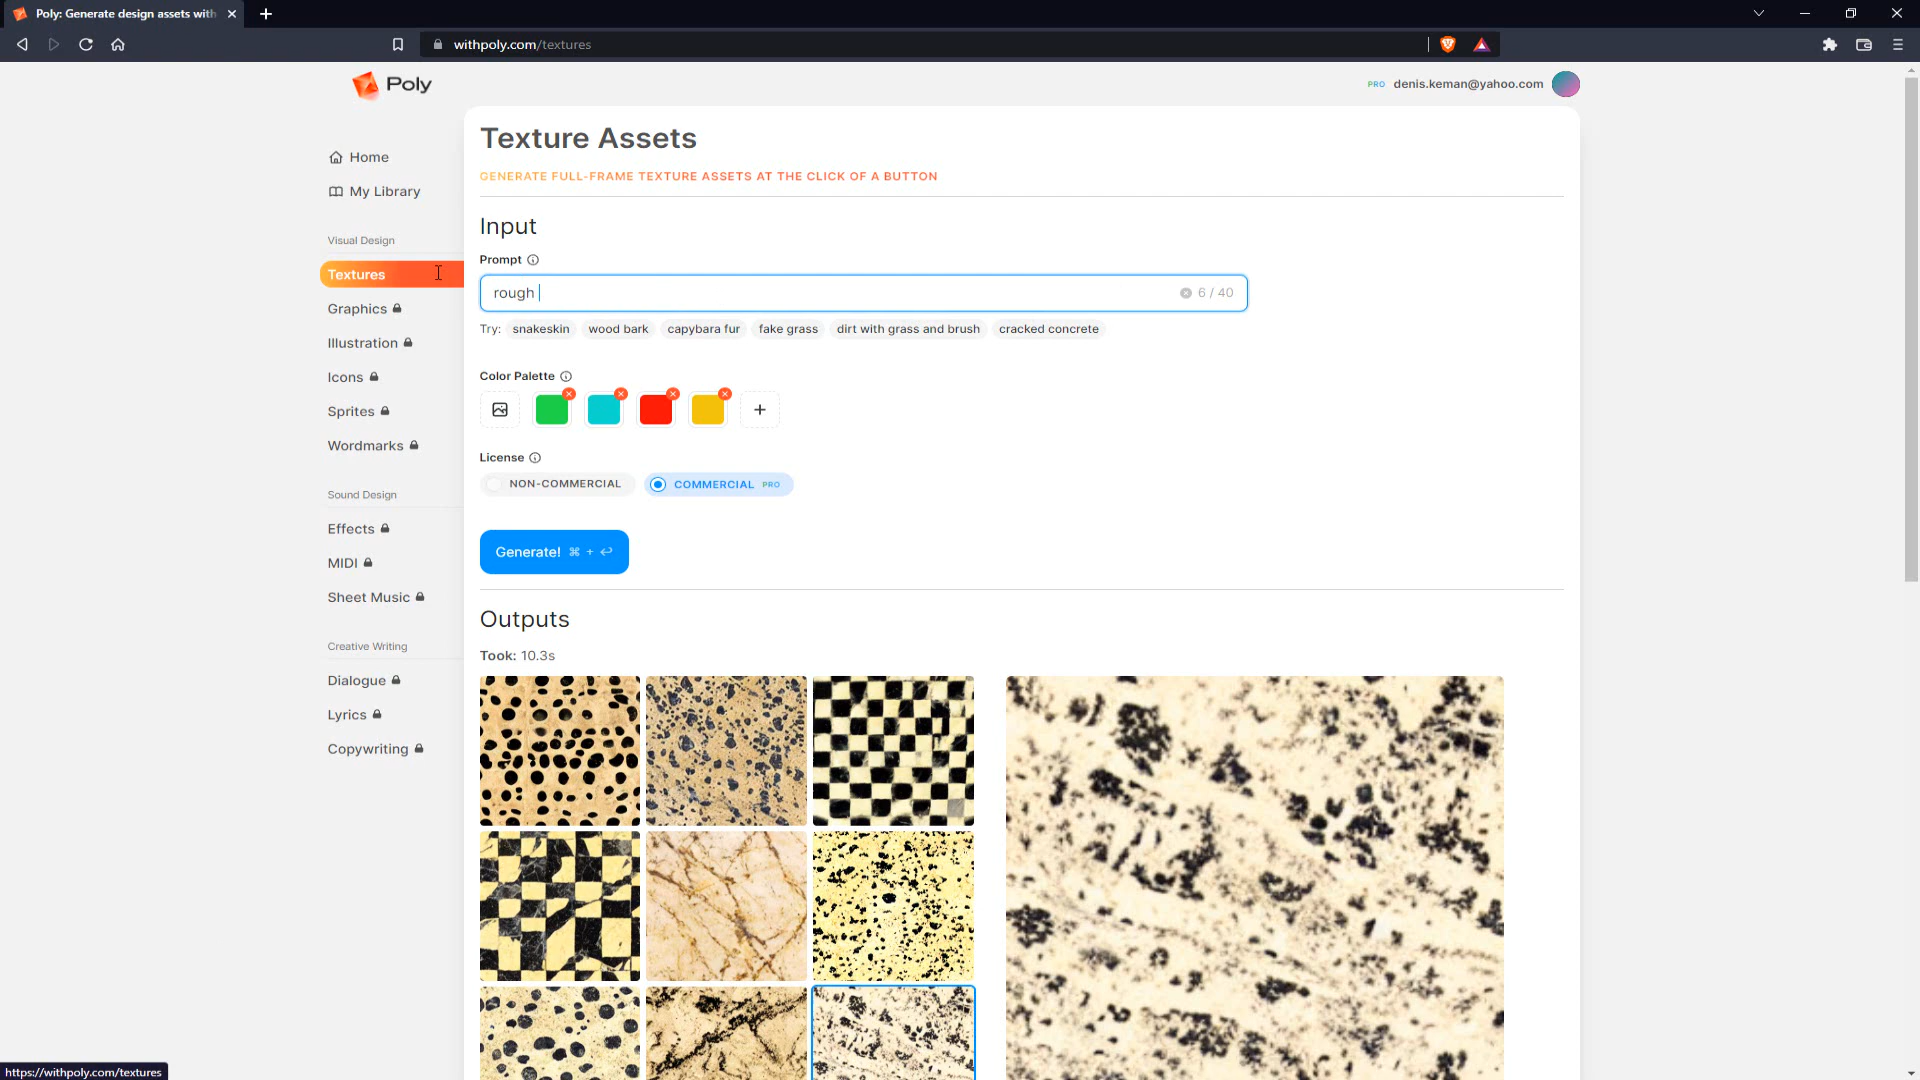 Poly: Generate design assets with
withpoly.com/textures
Poly
PRO denis.keman@yahoo.com
Home
My Library
Visual Design
Textures
Graphics
Illustration
Icons
Sprites
Wordmarks
Sound Design
Effects
MIDI
Sheet Music
Creative Writing
Dialogue
Lyrics
Copywriting
Texture Assets
GENERATE FULL-FRAME TEXTURE ASSETS AT THE CLICK OF A BUTTON
Input
Prompt
rough
6 / 40
Try: snakeskin wood bark capybara fur fake grass dirt with grass and brush cracked concrete
Color Palette
License
NON-COMMERCIAL COMMERCIAL PRO
Generate! ⌘ + ↩
Outputs
Took: 10.3s
https://withpoly.com/textures